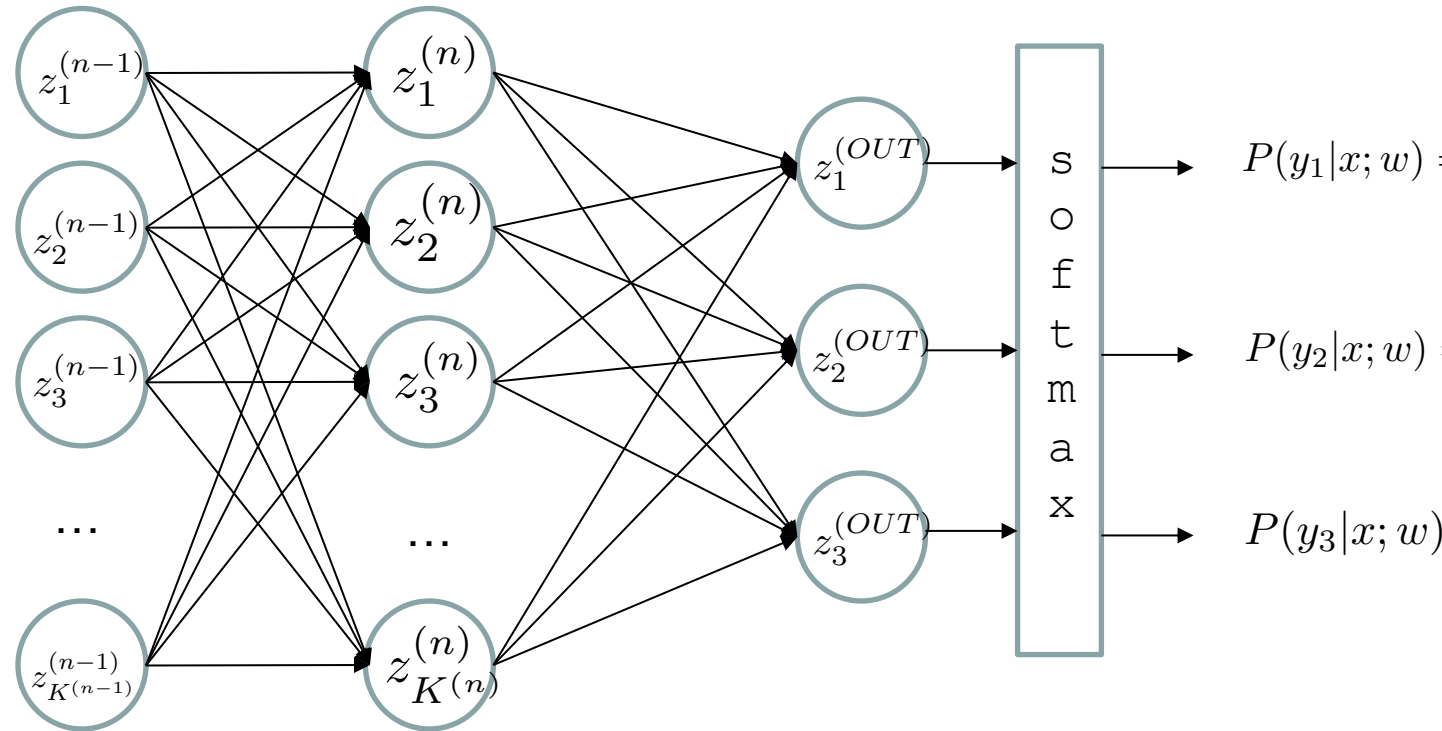 z_1^{(n-1)}
z_2^{(n-1)}
z_3^{(n-1)}
...
z_{K^{(n-1)}}^{(n-1)}
z_1^{(n)}
z_2^{(n)}
z_3^{(n)}
...
z_{K^{(n)}}^{(n)}
z_1^{(OUT)}
z_2^{(OUT)}
z_3^{(OUT)}
s
o
f
t
m
a
x
P(y_1|x; w) =
P(y_2|x; w) =
P(y_3|x; w)